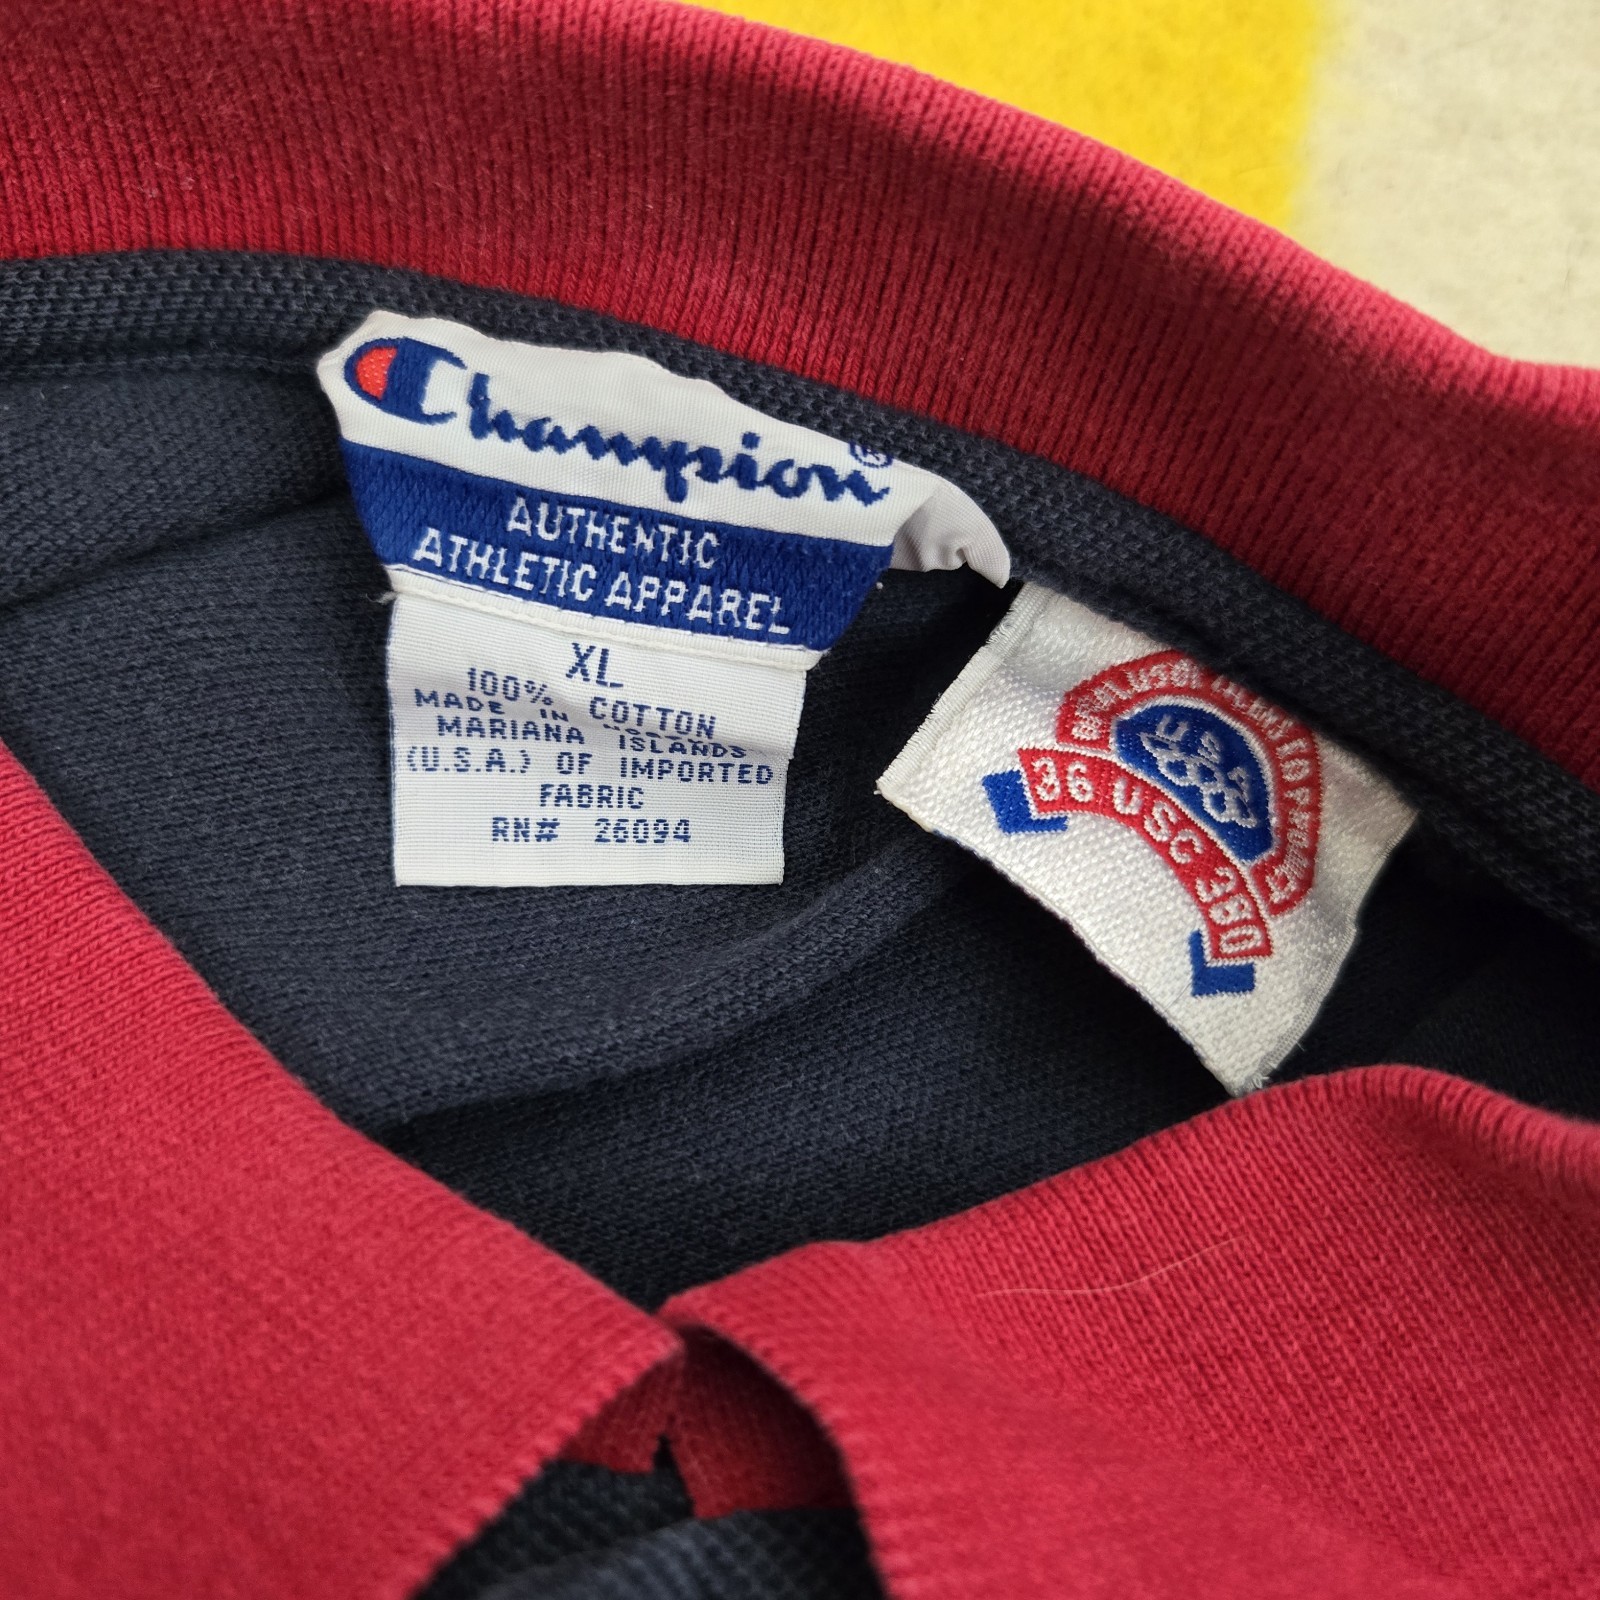 Champion®
AUTHENTIC
ATHLETIC APPAREL
XL
100% COTTON
MADE IN
MARIANA ISLANDS
(U.S.A.) OF IMPORTED
FABRIC
RN# 26094
USA
36 USC 380